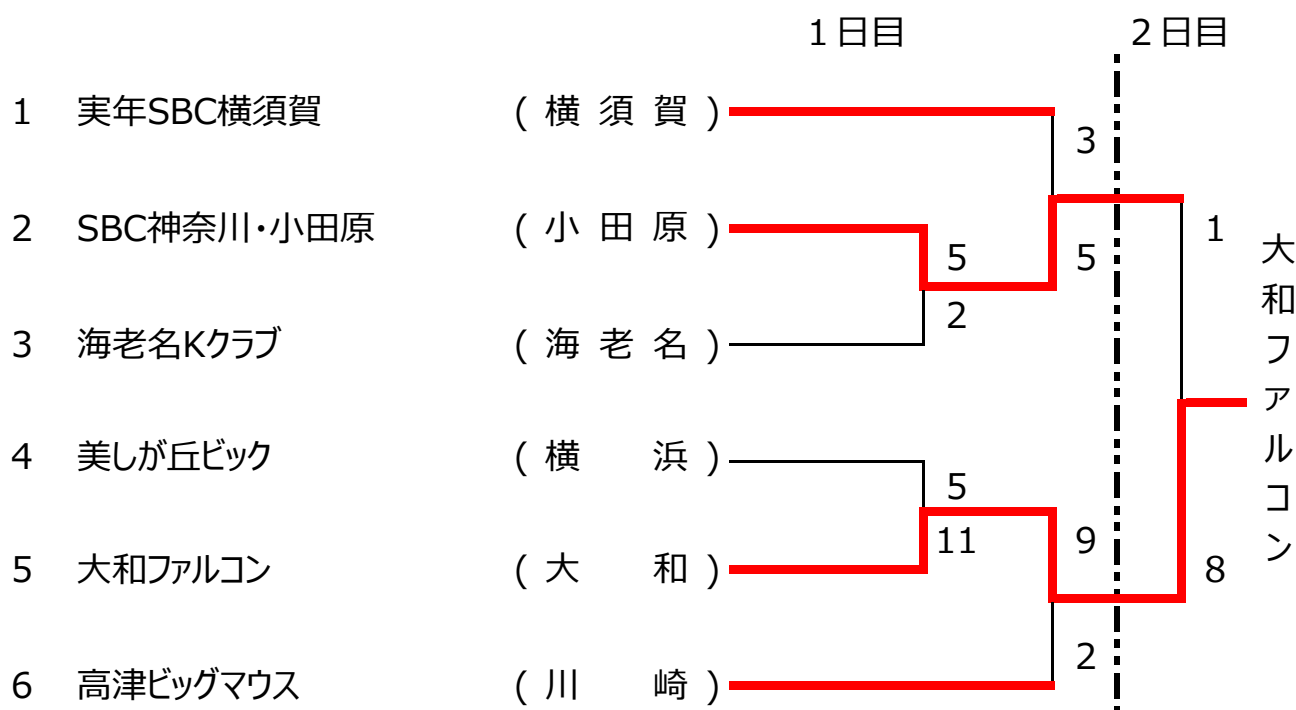 1日目 2日目
1 実年SBC横須賀 ( 横 須 賀 )
3
2 SBC神奈川・小田原 ( 小 田 原 )
5 5 1
2
3 海老名Kクラブ ( 海 老 名 )
大和ファルコン
4 美しが丘ビック ( 横 浜 )
5
11 9
5 大和ファルコン ( 大 和 )
8
2
6 高津ビッグマウス ( 川 崎 )